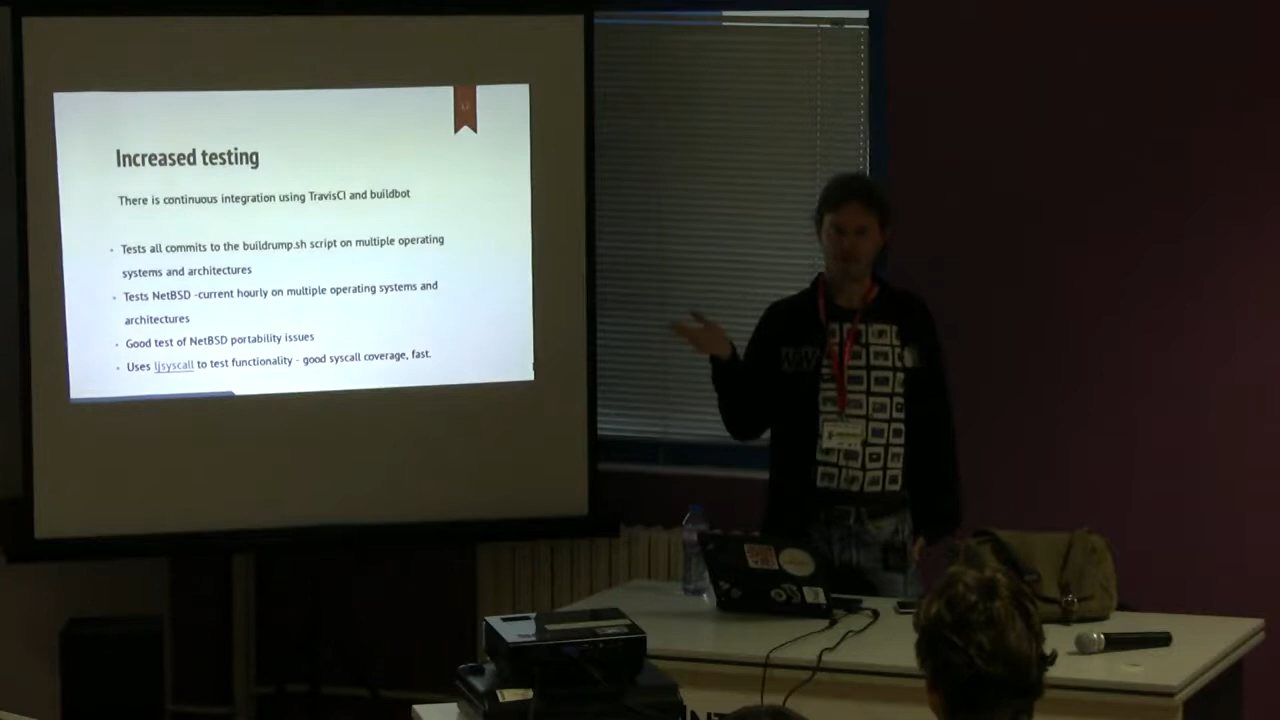 Increased testing
There is continuous integration using TravisCI and buildbot
Tests all commits to the buildrump.sh script on multiple operating
systems and architectures
Tests NetBSD -current hourly on multiple operating systems and
architectures
Good test of NetBSD portability issues
Uses ljsyscall to test functionality - good syscall coverage, fast.